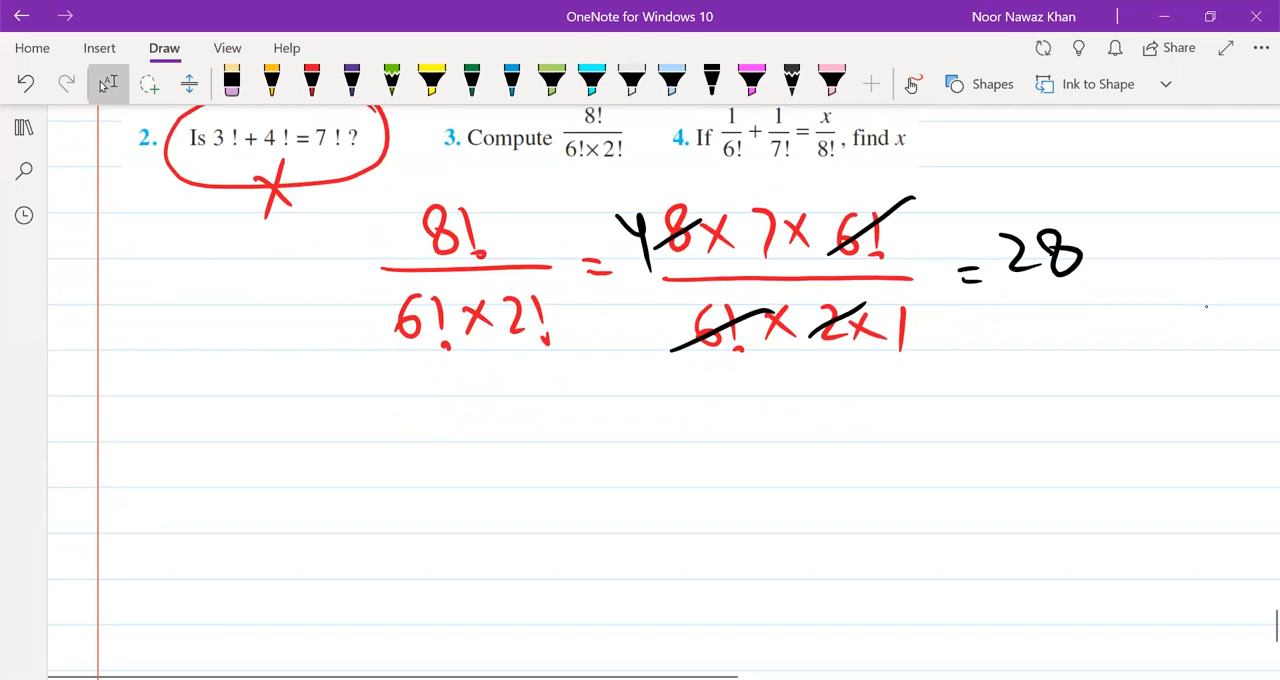 OneNote for Windows 10
Noor Nawaz Khan
Home Insert Draw View Help
Share
Shapes
Ink to Shape
2. Is 3 ! + 4 ! = 7 ! ? 3. Compute 8!/6!×2! 4. If 1/6! + 1/7! = x/8!, find x
X
8!/6!×2! = 4 8×7×6!/6!×2×1 = 28